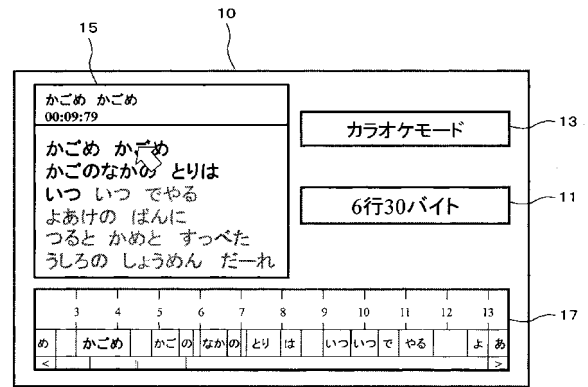 10
15
かごめ かごめ
00:09:79
かごめ かごめ
かごのなかの とりは
いつ いつ でやる
よあけの ばんに
つると かめと すっぺた
うしろの しょうめん だーれ
カラオケモード
13
6行30バイト
11
3 4 5 6 7 8 9 10 11 12 13
め かごめ かご の なか の とり は いつ いつ で やる よ あ
< >
17